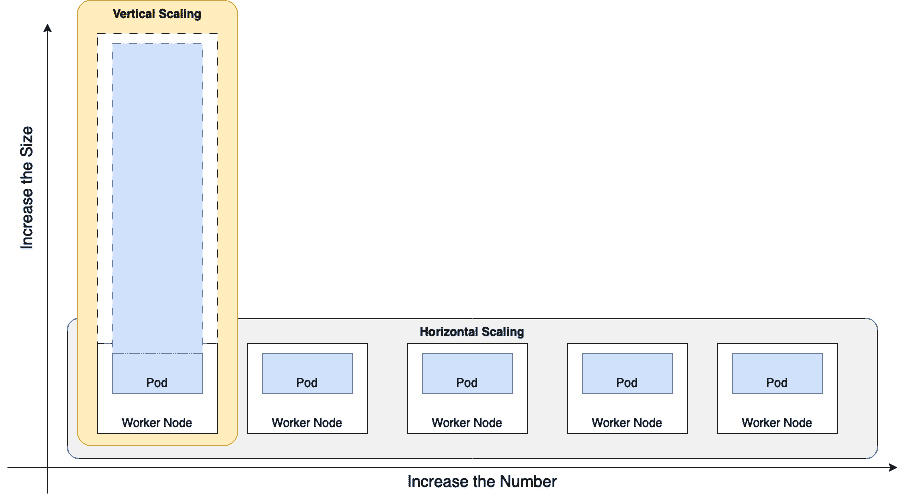 Vertical Scaling
Increase the Size
Horizontal Scaling
Pod
Pod
Pod
Pod
Pod
Worker Node
Worker Node
Worker Node
Worker Node
Worker Node
Increase the Number